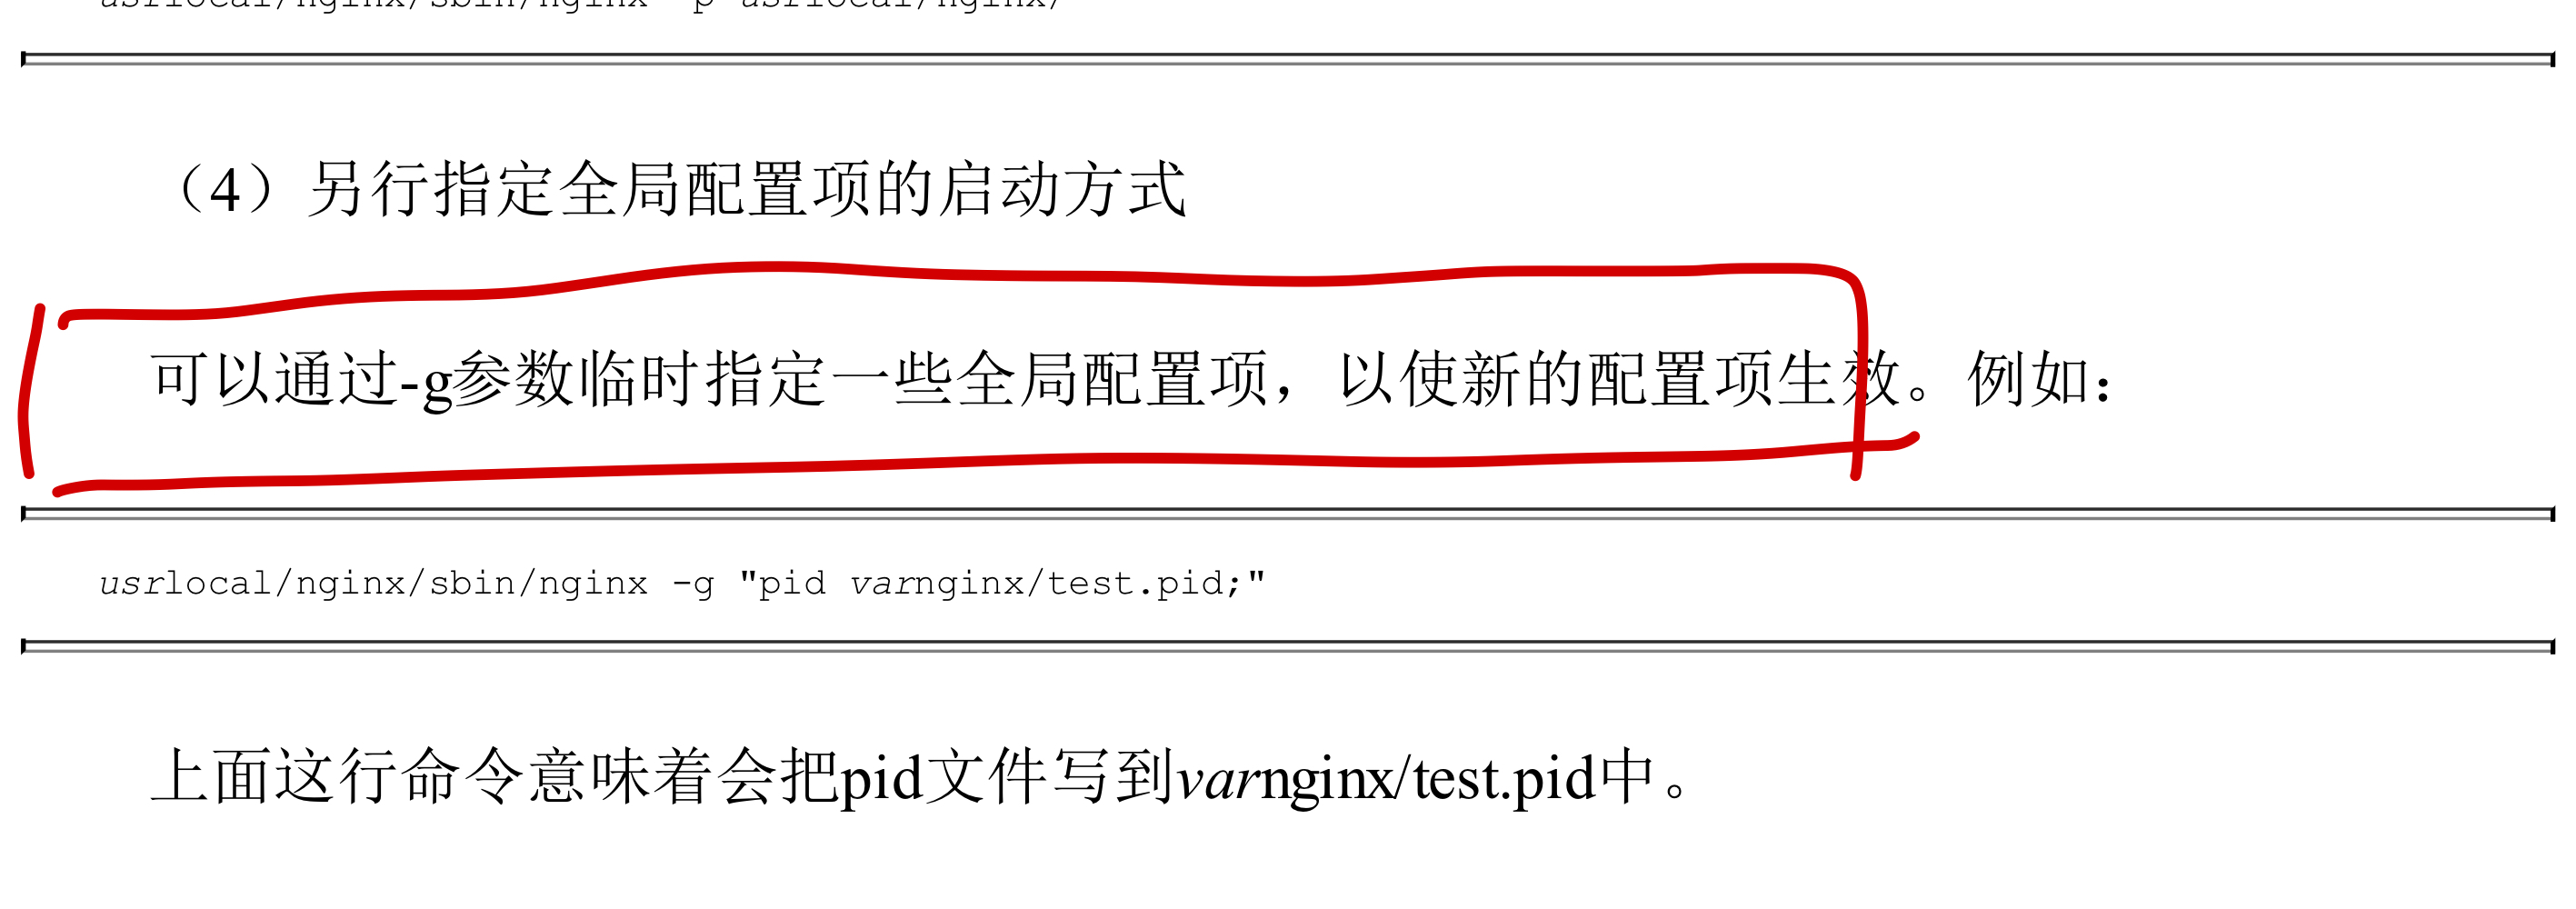 usrlocal/nginx/sbin/nginx -p usrlocal/nginx/
（4）另行指定全局配置项的启动方式
可以通过-g参数临时指定一些全局配置项，以使新的配置项生效。例如：
usrlocal/nginx/sbin/nginx -g "pid varnginx/test.pid;"
上面这行命令意味着会把pid文件写到varnginx/test.pid中。